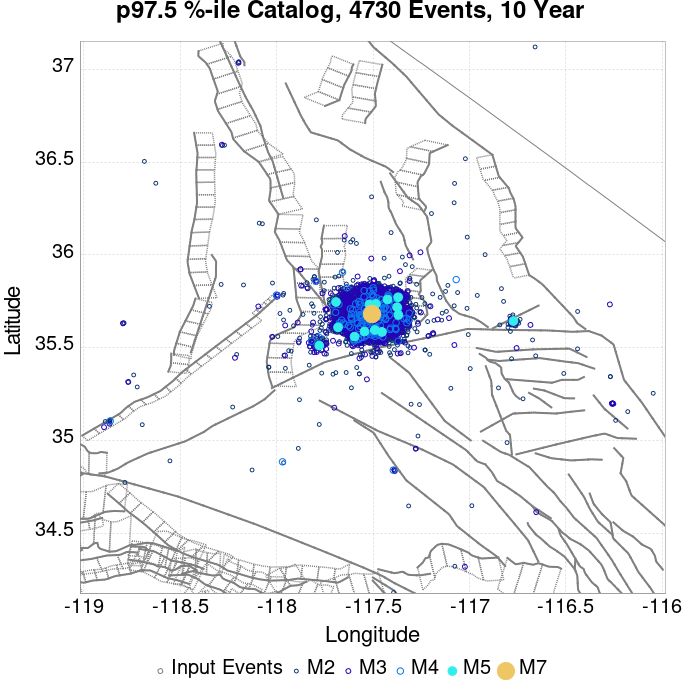 p97.5 %-ile Catalog, 4730 Events, 10 Year
37
36.5
36
35.5
35
34.5
Latitude
-119 -118.5 -118 -117.5 -117 -116.5 -116
Longitude
Input Events M2 M3 M4 M5 M7